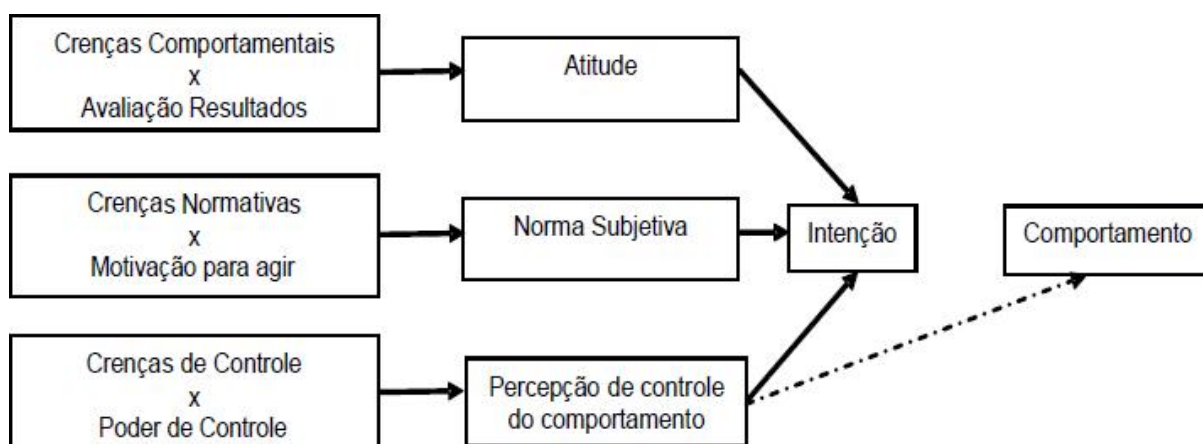 Crenças Comportamentais
x
Avaliação Resultados
Atitude
Crenças Normativas
x
Motivação para agir
Norma Subjetiva
Intenção
Comportamento
Crenças de Controle
x
Poder de Controle
Percepção de controle
do comportamento